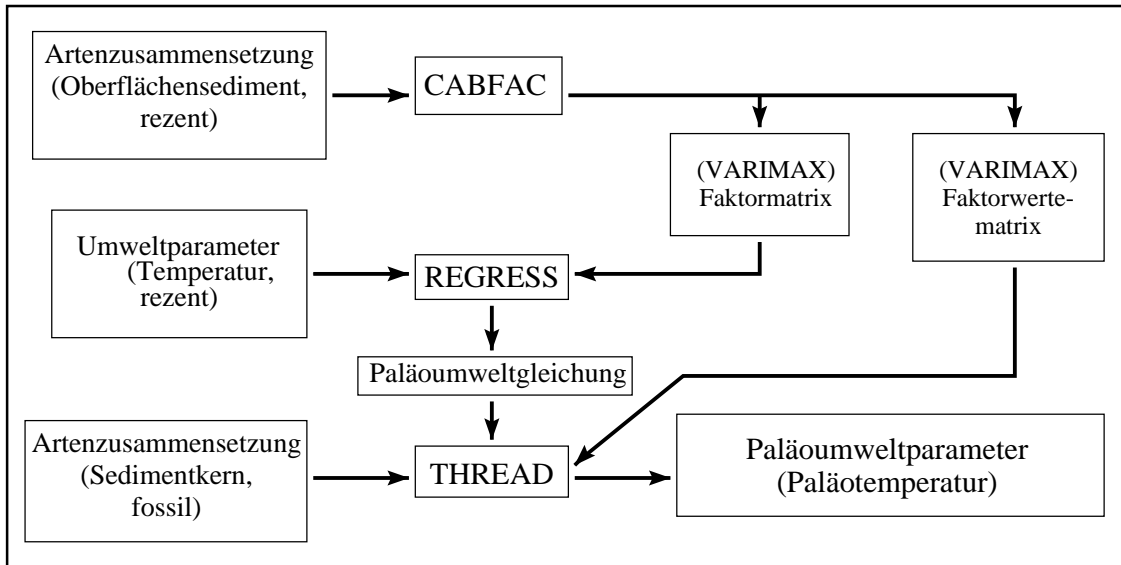 Artenzusammensetzung
(Oberflächensediment,
rezent)
CABFAC
(VARIMAX)
Faktormatrix
(VARIMAX)
Faktorwerte-
matrix
Umweltparameter
(Temperatur,
rezent)
REGRESS
Paläoumweltgleichung
Artenzusammensetzung
(Sedimentkern,
fossil)
THREAD
Paläoumweltparameter
(Paläotemperatur)